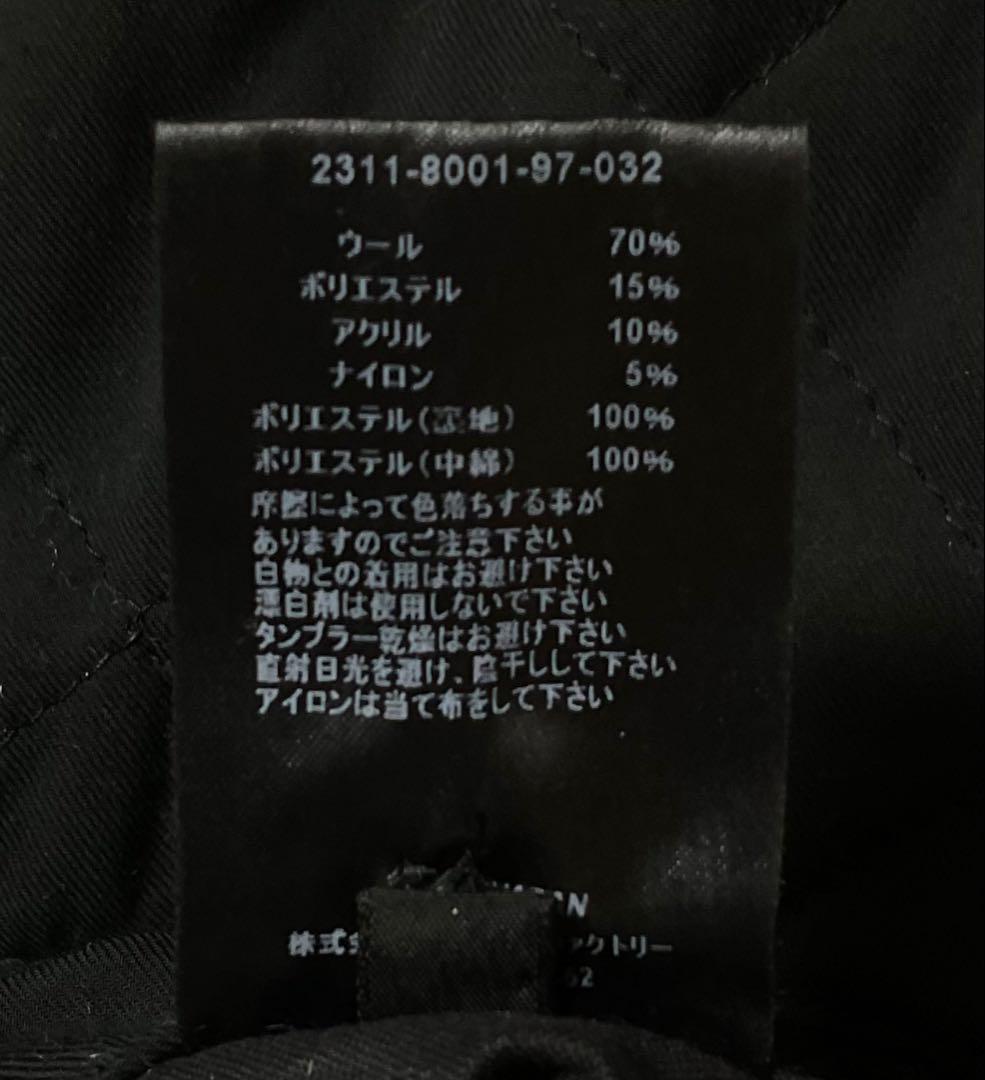 2311-8001-97-032
ウール 70%
ポリエステル 15%
アクリル 10%
ナイロン 5%
ポリエステル(裏地) 100%
ポリエステル(中綿) 100%
摩擦によって色落ちする事が
ありますのでご注意下さい
白物との着用はお避け下さい
漂白剤は使用しないで下さい
タンブラー乾燥はお避け下さい
直射日光を避け、陰干しして下さい
アイロンは当て布をして下さい
株式 ァクトリー